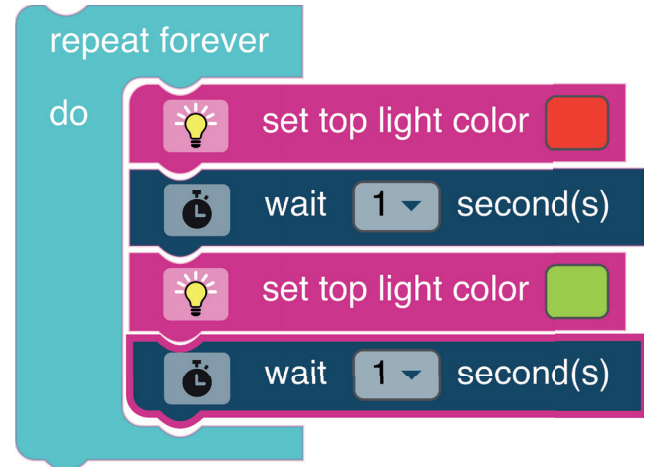 repeat forever
do
set top light color
wait 1 second(s)
set top light color
wait 1 second(s)